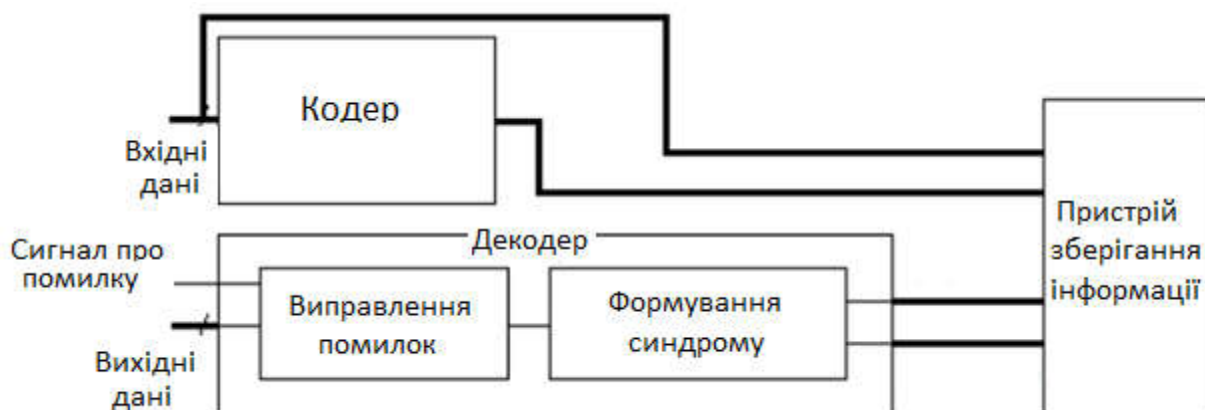 Кодер
Вхідні
дані
Пристрій
зберігання
інформації
Декодер
Сигнал про
помилку
Виправлення
помилок
Формування
синдрому
Вихідні
дані